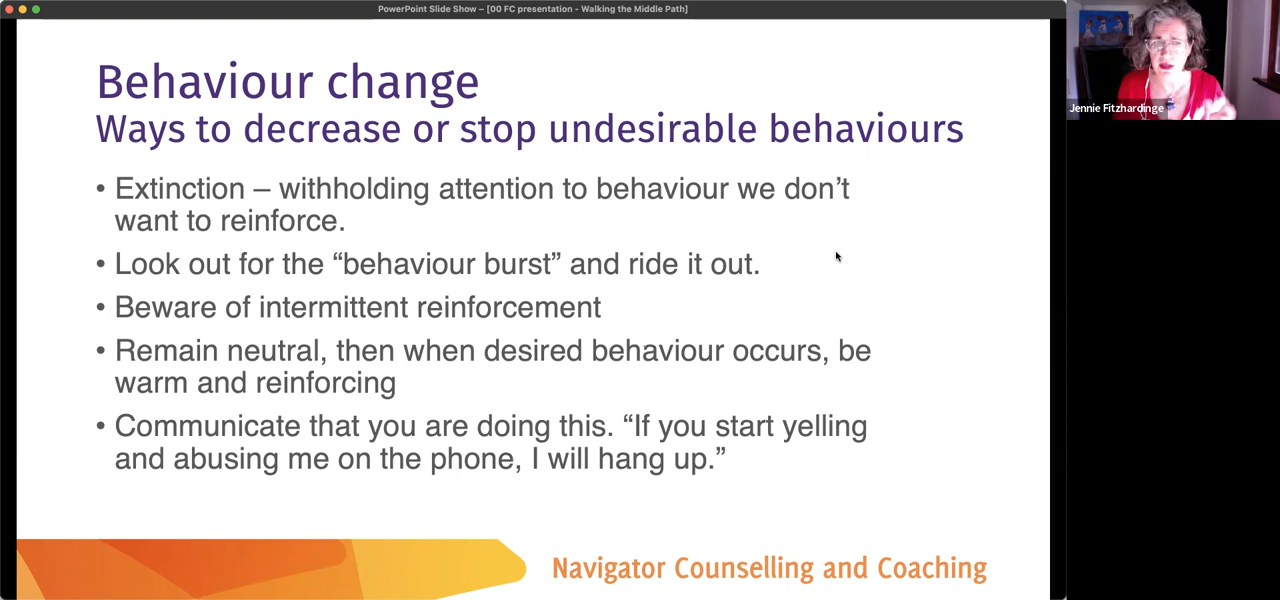 PowerPoint Slide Show – [00 FC presentation - Walking the Middle Path]
Jennie Fitzhardinge
Behaviour change
Ways to decrease or stop undesirable behaviours
• Extinction – withholding attention to behaviour we don’t
want to reinforce.
• Look out for the “behaviour burst” and ride it out.
• Beware of intermittent reinforcement
• Remain neutral, then when desired behaviour occurs, be
warm and reinforcing
• Communicate that you are doing this. “If you start yelling
and abusing me on the phone, I will hang up.”
Navigator Counselling and Coaching